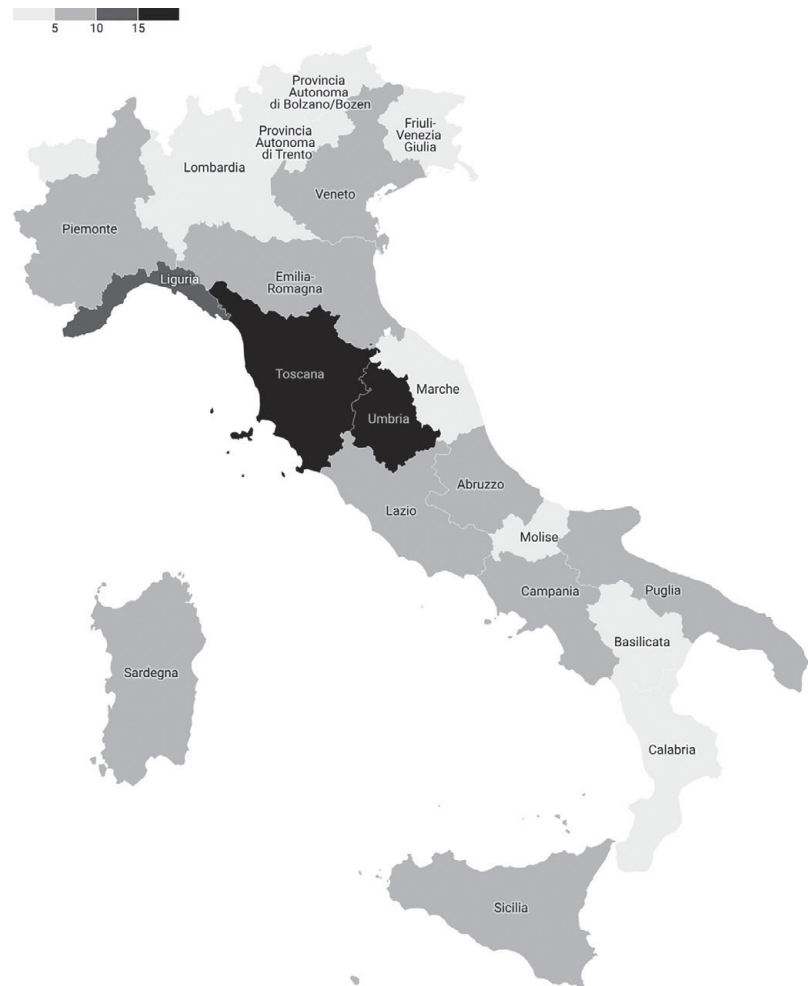 5 10 15
Provincia
Autonoma
di Bolzano/Bozen
Friuli-
Venezia
Giulia
Provincia
Autonoma
di Trento
Lombardia
Veneto
Piemonte
Liguria
Emilia-
Romagna
Toscana
Marche
Umbria
Abruzzo
Lazio
Molise
Campania
Puglia
Basilicata
Sardegna
Calabria
Sicilia